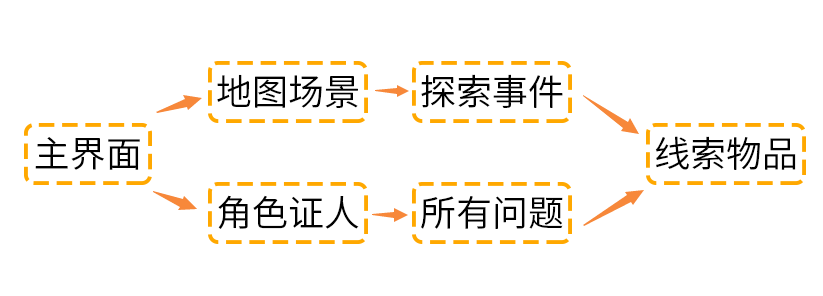 主界面
地图场景
探索事件
角色证人
所有问题
线索物品